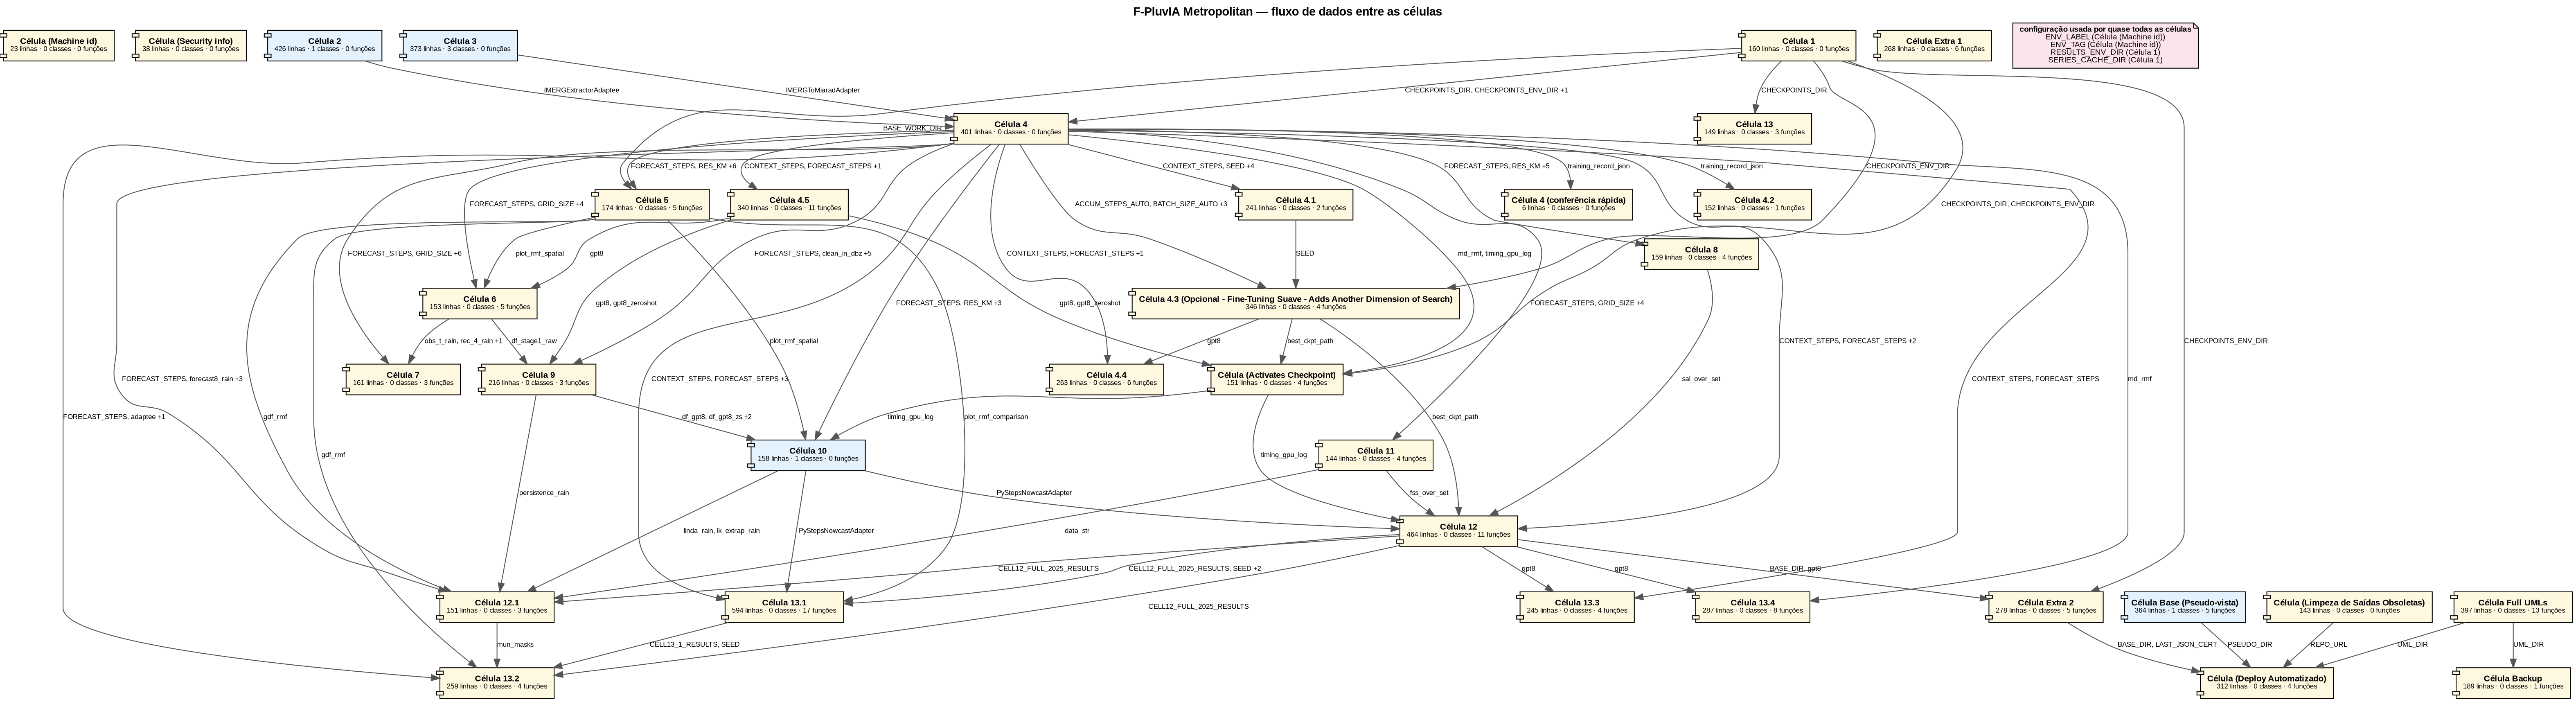 F-PluvIA Metropolitan — fluxo de dados entre as células
Célula (Machine id)
23 linhas · 0 classes · 0 funções
Célula (Security info)
38 linhas · 0 classes · 0 funções
Célula 2
426 linhas · 1 classes · 0 funções
Célula 3
373 linhas · 3 classes · 0 funções
Célula 1
160 linhas · 0 classes · 0 funções
Célula Extra 1
268 linhas · 0 classes · 6 funções
configuração usada por quase todas as células
ENV_LABEL (Célula (Machine id))
ENV_TAG (Célula (Machine id))
RESULTS_ENV_DIR (Célula 1)
SERIES_CACHE_DIR (Célula 1)
IMERGExtractorAdaptee
IMERGToMiaradAdapter
CHECKPOINTS_DIR, CHECKPOINTS_ENV_DIR +1
CHECKPOINTS_DIR
BASE_WORK_DIR
Célula 4
401 linhas · 0 classes · 0 funções
Célula 13
149 linhas · 0 classes · 3 funções
FORECAST_STEPS, RES_KM +6
CONTEXT_STEPS, FORECAST_STEPS +1
CONTEXT_STEPS, SEED +4
FORECAST_STEPS, RES_KM +5
training_record_json
training_record_json
CHECKPOINTS_ENV_DIR
Célula 5
174 linhas · 0 classes · 5 funções
Célula 4.5
340 linhas · 0 classes · 11 funções
Célula 4.1
241 linhas · 0 classes · 2 funções
Célula 4 (conferência rápida)
6 linhas · 0 classes · 0 funções
Célula 4.2
152 linhas · 0 classes · 1 funções
FORECAST_STEPS, GRID_SIZE +4
ACCUM_STEPS_AUTO, BATCH_SIZE_AUTO +3
CHECKPOINTS_DIR, CHECKPOINTS_ENV_DIR
Célula 8
159 linhas · 0 classes · 4 funções
FORECAST_STEPS, GRID_SIZE +6
plot_rmf_spatial
gpt8
FORECAST_STEPS, clean_in_dbz +5
CONTEXT_STEPS, FORECAST_STEPS +1
SEED
md_rmf, timing_gpu_log
Célula 6
153 linhas · 0 classes · 5 funções
gpt8, gpt8_zeroshot
FORECAST_STEPS, RES_KM +3
gpt8, gpt8_zeroshot
Célula 4.3 (Opcional - Fine-Tuning Suave - Adds Another Dimension of Search)
346 linhas · 0 classes · 4 funções
FORECAST_STEPS, GRID_SIZE +4
obs_t_rain, rec_4_rain +1
df_stage1_raw
plot_rmf_spatial
gpt8
best_ckpt_path
CONTEXT_STEPS, FORECAST_STEPS +2
CHECKPOINTS_ENV_DIR
Célula 7
161 linhas · 0 classes · 3 funções
Célula 9
216 linhas · 0 classes · 3 funções
Célula 4.4
263 linhas · 0 classes · 6 funções
Célula (Activates Checkpoint)
151 linhas · 0 classes · 4 funções
FORECAST_STEPS, forecast8_rain +3
CONTEXT_STEPS, FORECAST_STEPS +3
sal_over_set
CONTEXT_STEPS, FORECAST_STEPS
md_rmf
FORECAST_STEPS, adaptee +1
gdf_rmf
df_gpt8, df_gpt8_zs +2
timing_gpu_log
plot_rmf_comparison
best_ckpt_path
gdf_rmf
Célula 10
158 linhas · 1 classes · 0 funções
timing_gpu_log
Célula 11
144 linhas · 0 classes · 4 funções
persistence_rain
PyStepsNowcastAdapter
fss_over_set
linda_rain, lk_extrap_rain
PyStepsNowcastAdapter
data_str
Célula 12
464 linhas · 0 classes · 11 funções
CELL12_FULL_2025_RESULTS
CELL12_FULL_2025_RESULTS, SEED +2
gpt8
gpt8
BASE_DIR, gpt8
Célula 12.1
151 linhas · 0 classes · 3 funções
Célula 13.1
594 linhas · 0 classes · 17 funções
CELL12_FULL_2025_RESULTS
Célula 13.3
245 linhas · 0 classes · 4 funções
Célula 13.4
287 linhas · 0 classes · 8 funções
Célula Extra 2
278 linhas · 0 classes · 5 funções
Célula Base (Pseudo-vista)
364 linhas · 1 classes · 5 funções
Célula (Limpeza de Saídas Obsoletas)
143 linhas · 0 classes · 0 funções
Célula Full UMLs
397 linhas · 0 classes · 13 funções
mun_masks
CELL13_1_RESULTS, SEED
BASE_DIR, LAST_JSON_CERT
PSEUDO_DIR
REPO_URL
UML_DIR
UML_DIR
Célula 13.2
259 linhas · 0 classes · 4 funções
Célula (Deploy Automatizado)
312 linhas · 0 classes · 4 funções
Célula Backup
189 linhas · 0 classes · 1 funções